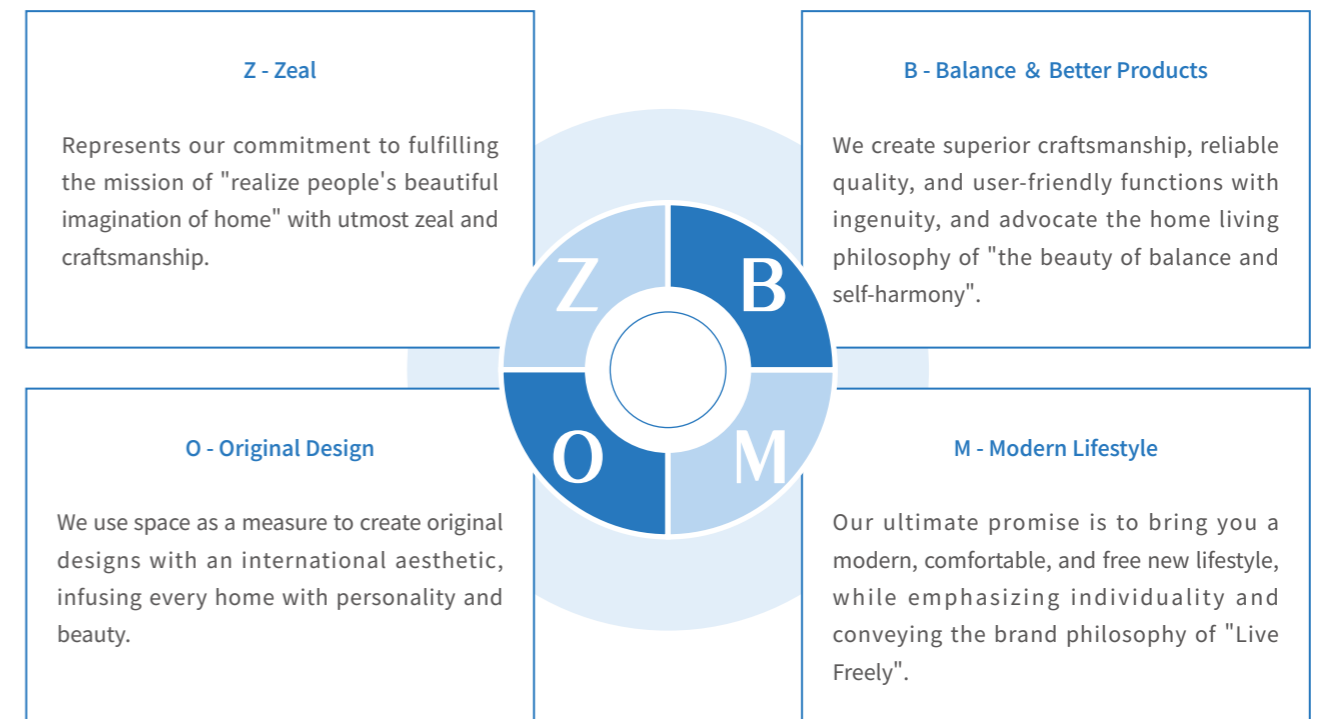 Z - Zeal
Represents our commitment to fulfilling
the mission of "realize people's beautiful
imagination of home" with utmost zeal and
craftsmanship.
B - Balance & Better Products
We create superior craftsmanship, reliable
quality, and user-friendly functions with
ingenuity, and advocate the home living
philosophy of "the beauty of balance and
self-harmony".
Z
B
O
M
O - Original Design
We use space as a measure to create original
designs with an international aesthetic,
infusing every home with personality and
beauty.
M - Modern Lifestyle
Our ultimate promise is to bring you a
modern, comfortable, and free new lifestyle,
while emphasizing individuality and
conveying the brand philosophy of "Live
Freely".